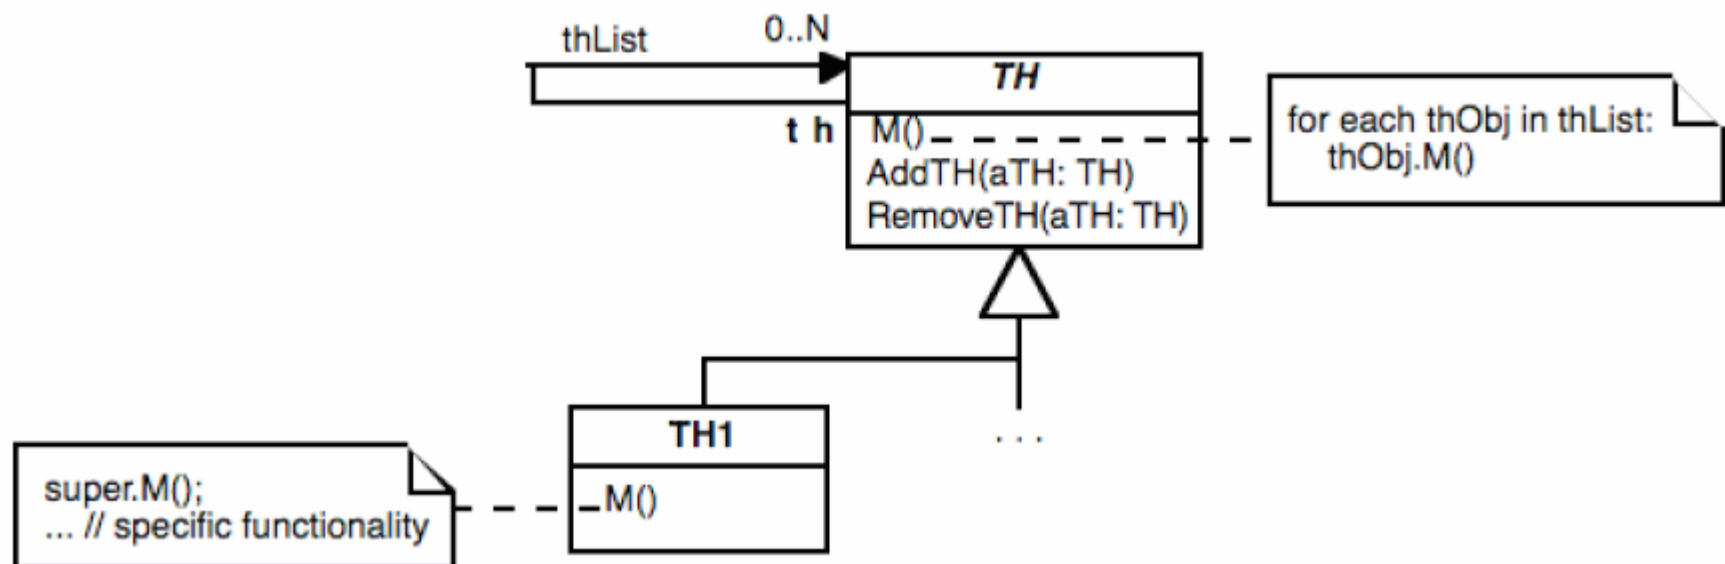 thList
0..N
TH
t h
M()
AddTH(aTH: TH)
RemoveTH(aTH: TH)
for each thObj in thList:
thObj.M()
TH1
M()
...
super.M();
... // specific functionality